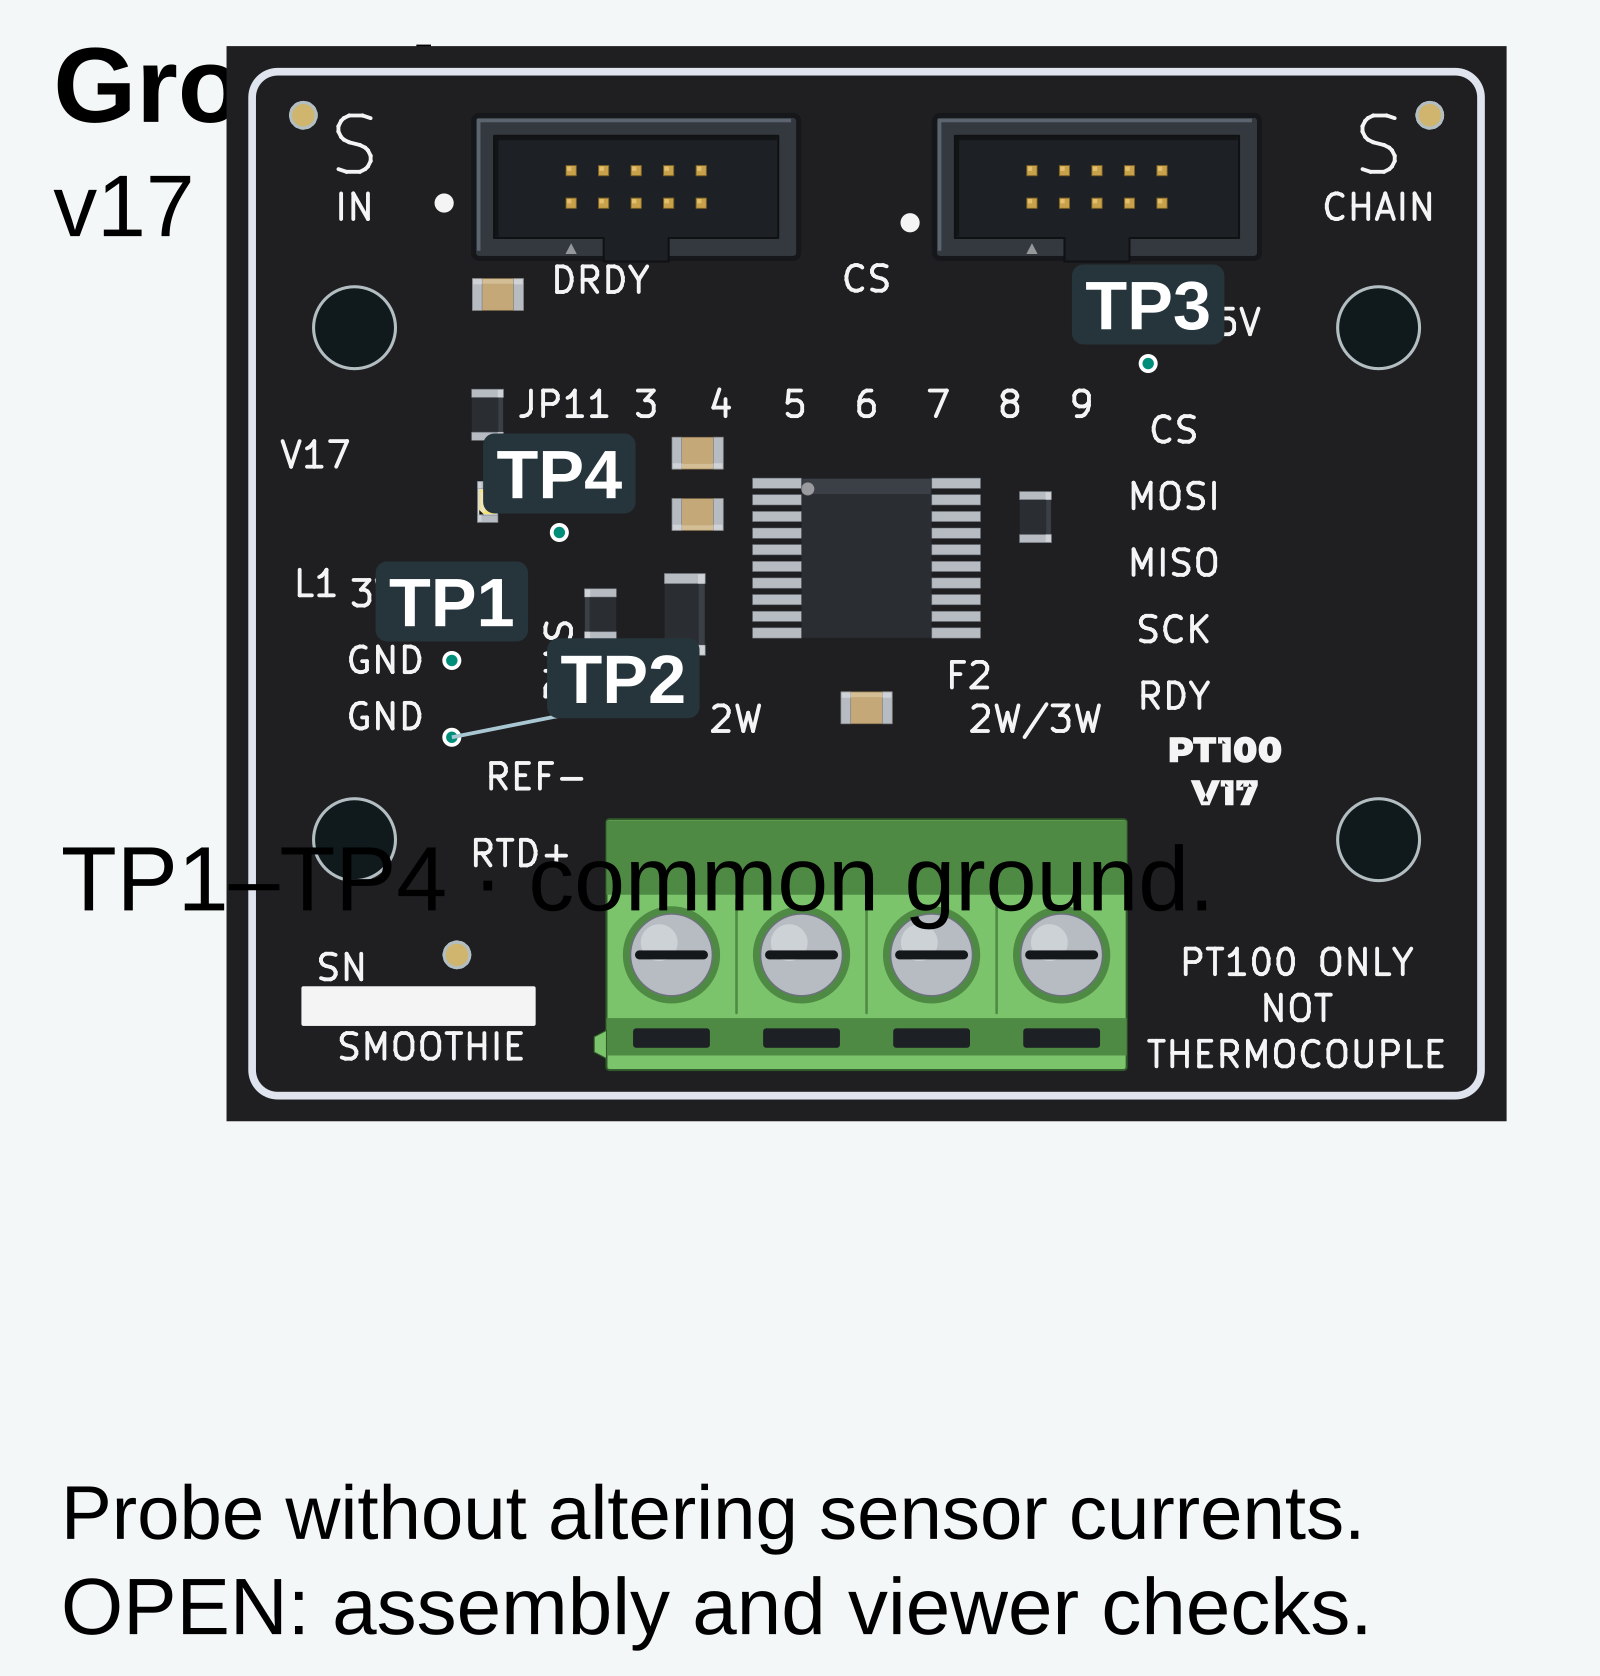 v17
S
IN
S
CHAIN
DRDY
CS
TP3
5V
JP11 3 4 5 6 7 8 9
CS
V17
TP4
MOSI
MISO
L1
TP1
SCK
GND
TP2
F2
RDY
GND
2W
2W/3W
PT100
V17
REF-
RTD+
TP1–TP4 · common ground.
SN
PT100 ONLY
NOT
THERMOCOUPLE
SMOOTHIE
Probe without altering sensor currents.
OPEN: assembly and viewer checks.